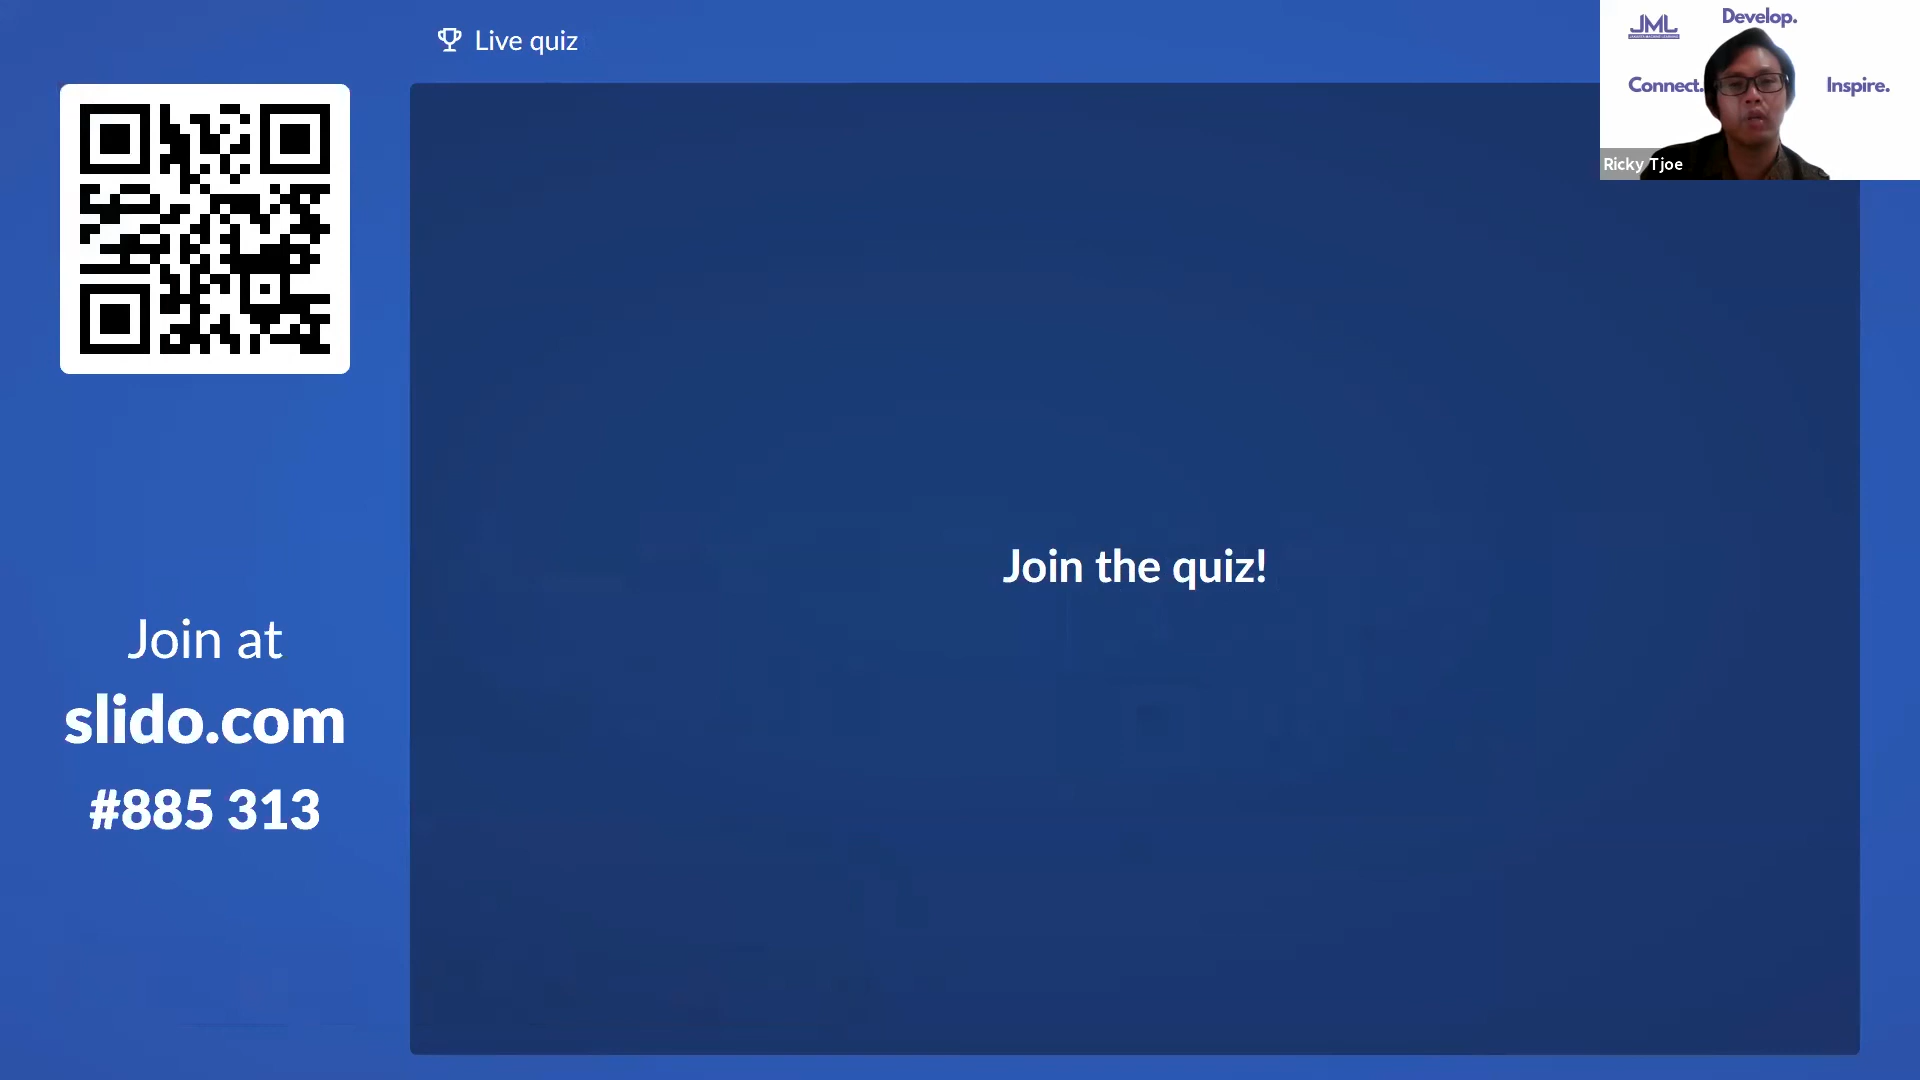 Live quiz
Join the quiz!
Join at
slido.com
#885 313
JML
Develop.
Connect.
Inspire.
Ricky Tjoe